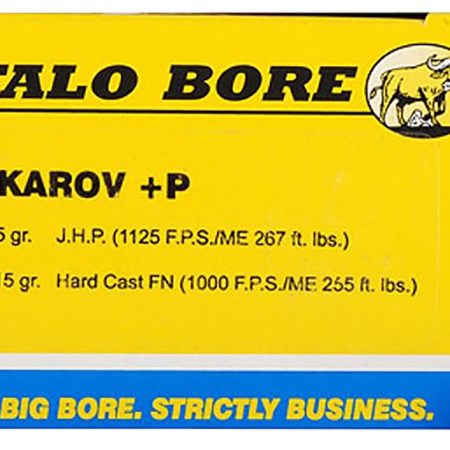 FALO BORE
KAROV +P
5 gr. J.H.P. (1125 F.P.S./ME 267 ft. lbs.)
15 gr. Hard Cast FN (1000 F.P.S./ME 255 ft. lbs.)
BIG BORE. STRICTLY BUSINESS.